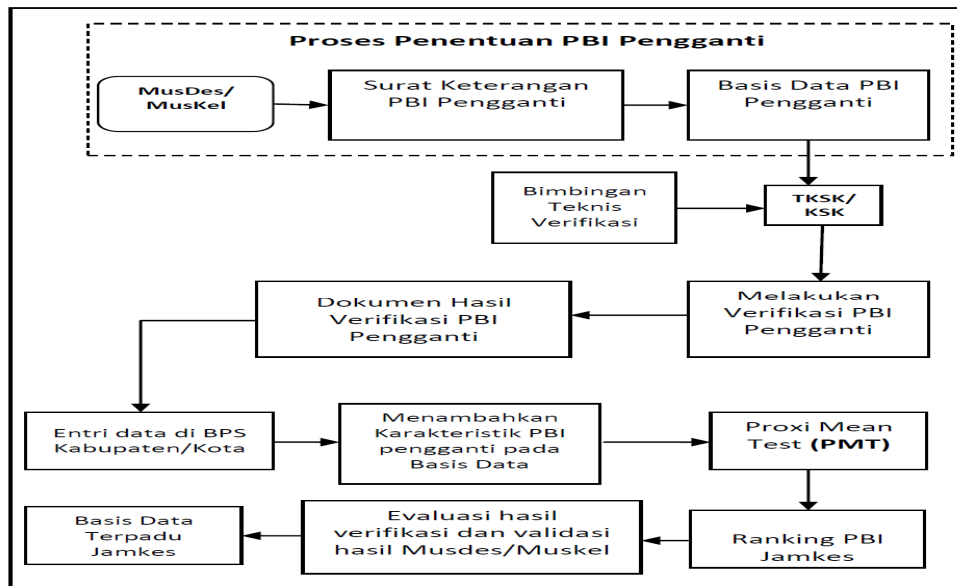 Proses Penentuan PBI Pengganti
MusDes/
MusKel
Surat Keterangan
PBI Pengganti
Basis Data PBI
Pengganti
Bimbingan
Teknis
Verifikasi
TKSK/
KSK
Dokumen Hasil
Verifikasi PBI
Pengganti
Melakukan
Verifikasi PBI
Pengganti
Entri data di BPS
Kabupaten/Kota
Menambahkan
Karakteristik PBI
pengganti pada
Basis Data
Proxi Mean
Test (PMT)
Basis Data
Terpadu
Jamkes
Evaluasi hasil
verifikasi dan validasi
hasil Musdes/Muskel
Ranking PBI
Jamkes